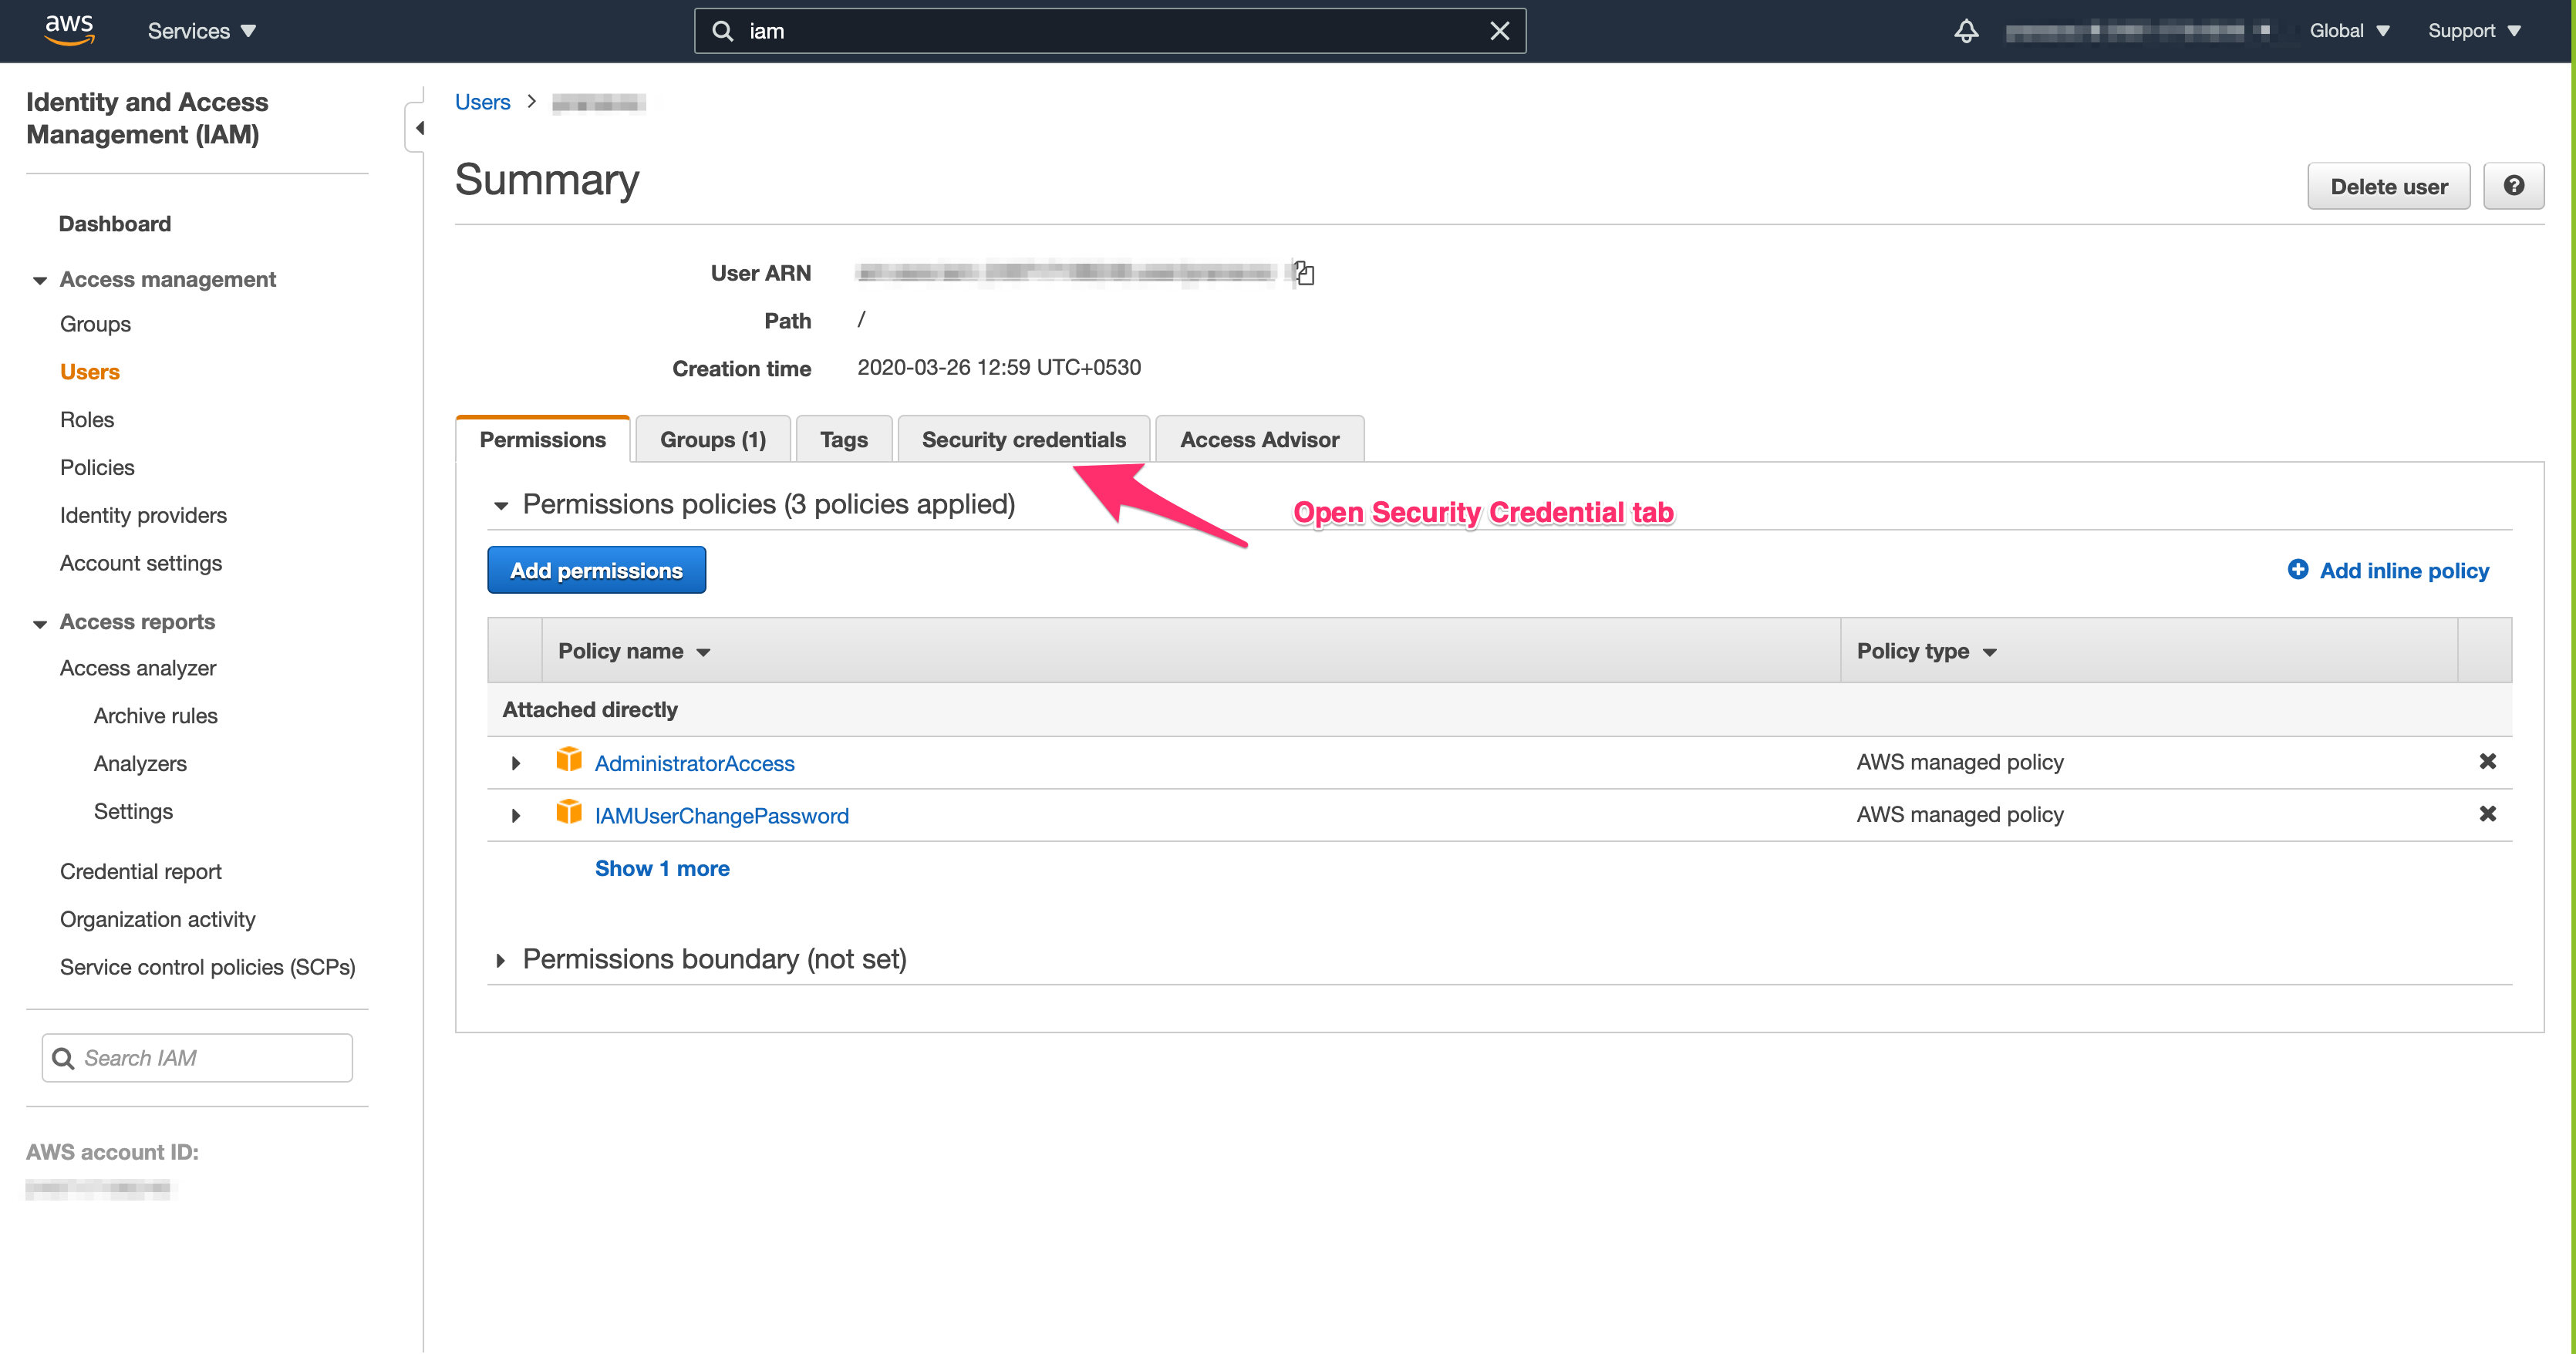 aws Services iam Global Support
Identity and Access
Management (IAM)
Dashboard
Access management
Groups
Users
Roles
Policies
Identity providers
Account settings
Access reports
Access analyzer
Archive rules
Analyzers
Settings
Credential report
Organization activity
Service control policies (SCPs)
Search IAM
AWS account ID:
Users >
Summary
Delete user
User ARN
Path /
Creation time 2020-03-26 12:59 UTC+0530
Permissions Groups (1) Tags Security credentials Access Advisor
Permissions policies (3 policies applied)
Open Security Credential tab
Add permissions Add inline policy
Policy name Policy type
Attached directly
AdministratorAccess AWS managed policy
IAMUserChangePassword AWS managed policy
Show 1 more
Permissions boundary (not set)